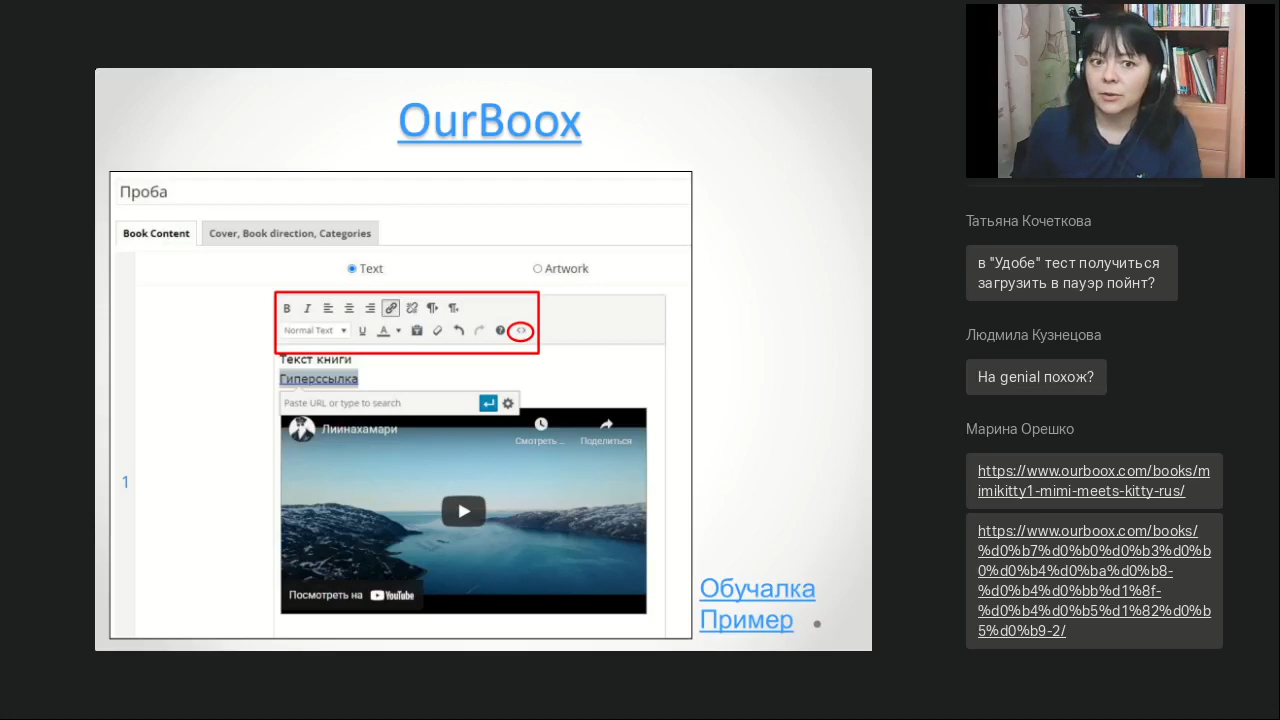 OurBoox
Проба
Book Content
Cover, Book direction, Categories
Text
Artwork
Normal Text
Текст книги
Гиперссылка
Paste URL or type to search
Лиинахамари
Смотреть ...
Поделиться
1
Посмотреть на YouTube
Обучалка
Пример
Татьяна Кочеткова
в "Удобе" тест получиться
загрузить в пауэр пойнт?
Людмила Кузнецова
На genial похож?
Марина Орешко
https://www.ourboox.com/books/m
imikitty1-mimi-meets-kitty-rus/
https://www.ourboox.com/books/
%d0%b7%d0%b0%d0%b3%d0%b
0%d0%b4%d0%ba%d0%b8-
%d0%b4%d0%bb%d1%8f-
%d0%b4%d0%b5%d1%82%d0%b
5%d0%b9-2/